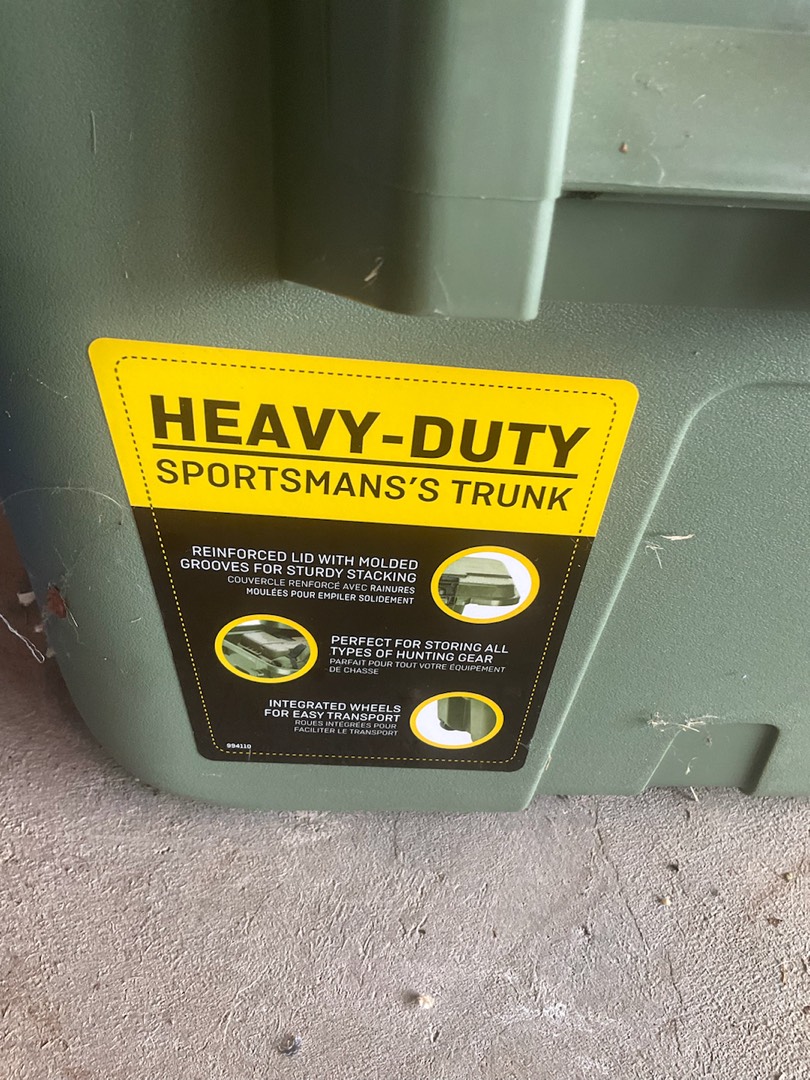 HEAVY-DUTY
SPORTSMANS'S TRUNK
REINFORCED LID WITH MOLDED
GROOVES FOR STURDY STACKING
COUVERCLE RENFORCÉ AVEC RAINURES
MOULÉES POUR EMPILER SOLIDEMENT
PERFECT FOR STORING ALL
TYPES OF HUNTING GEAR
PARFAIT POUR TOUT VOTRE ÉQUIPEMENT
DE CHASSE
INTEGRATED WHEELS
FOR EASY TRANSPORT
ROUES INTÉGRÉES POUR
FACILITER LE TRANSPORT
994110